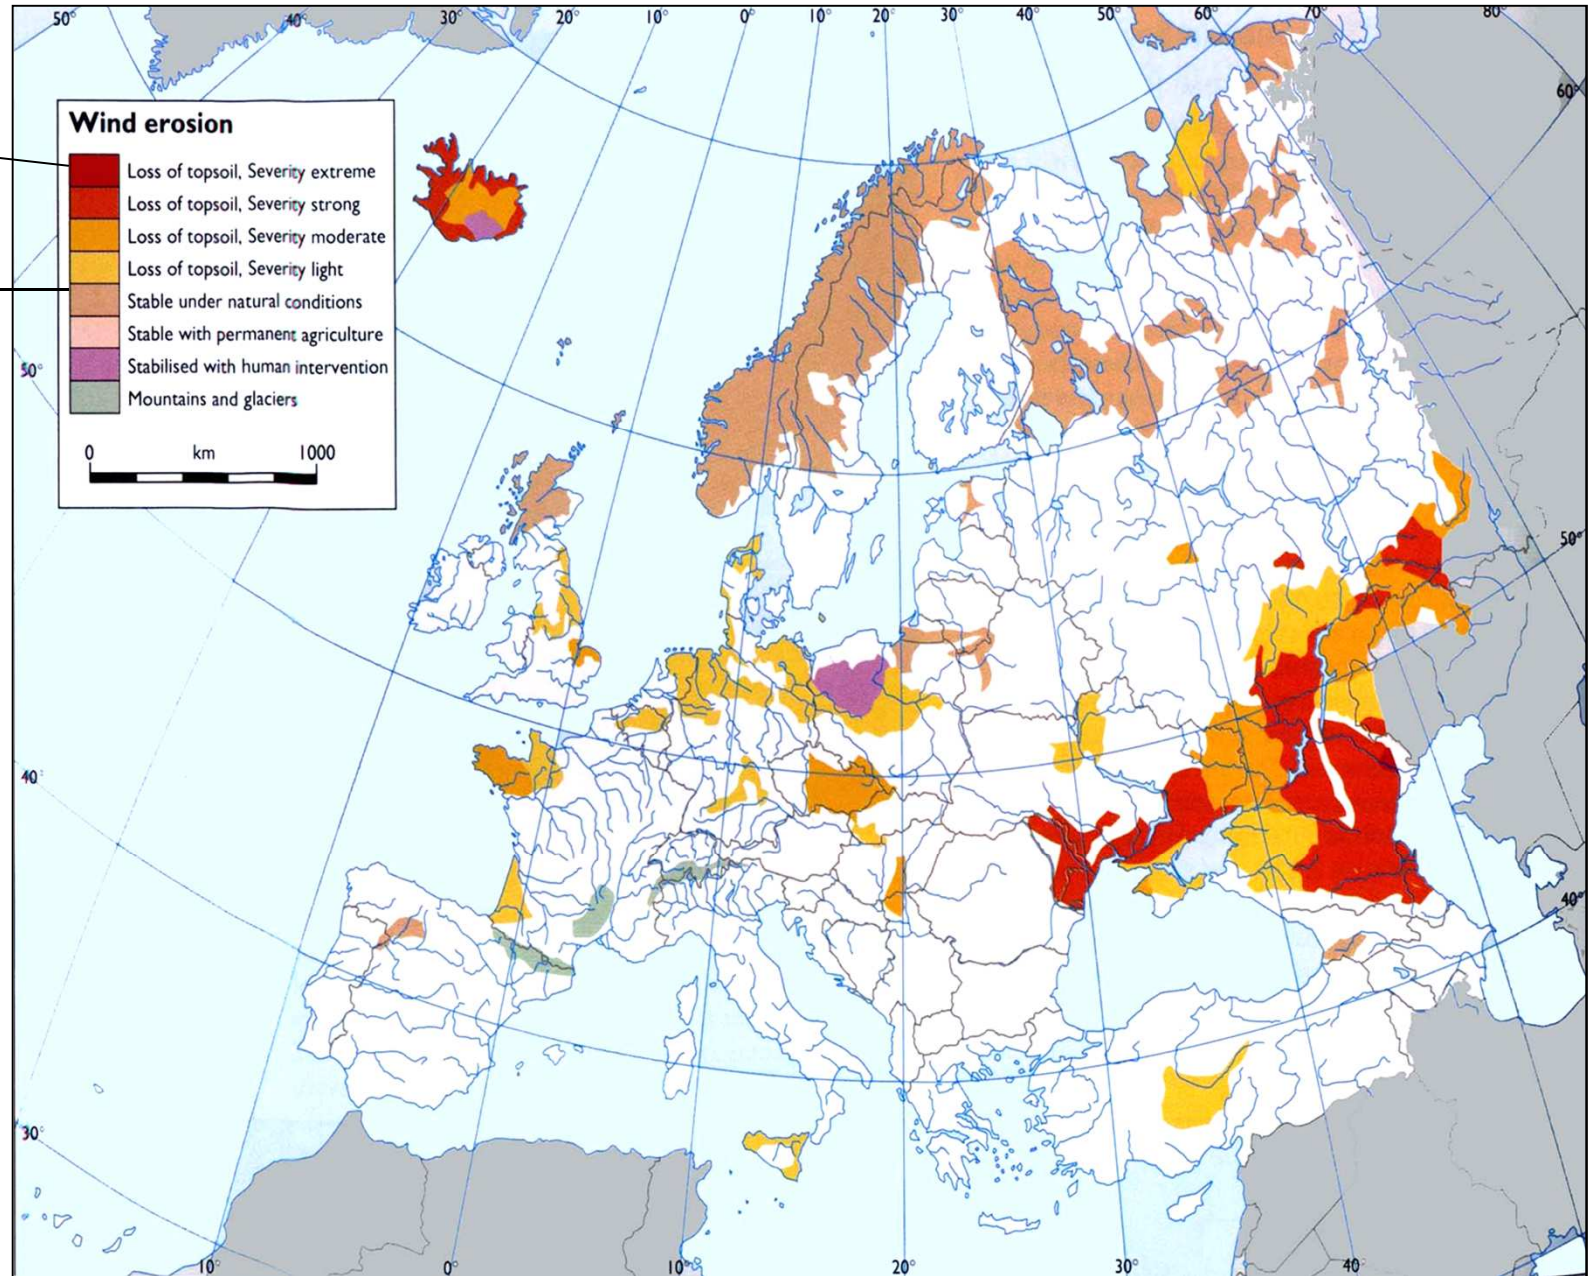 50° 40° 30° 20° 10° 0° 10° 20° 30° 40° 50° 60° 70° 80°
60°
Wind erosion
Loss of topsoil, Severity extreme
Loss of topsoil, Severity strong
Loss of topsoil, Severity moderate
Loss of topsoil, Severity light
Stable under natural conditions
Stable with permanent agriculture
Stabilised with human intervention
Mountains and glaciers
0 km 1000
50°
50°
40°
40°
30°
10° 0° 10° 20° 30° 40°